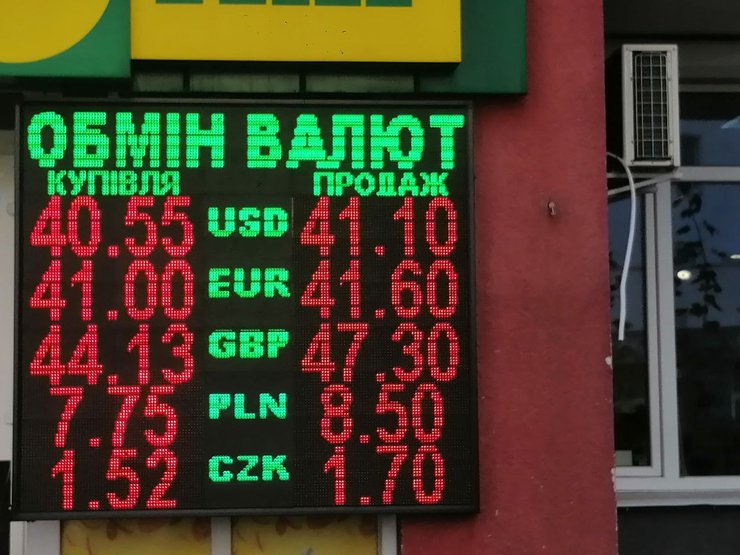 ОБМІН ВАЛЮТ
КУПІВЛЯ ПРОДАЖ
40.55 USD 41.10
41.00 EUR 41.60
44.13 GBP 47.30
7.75 PLN 8.50
1.52 CZK 1.70